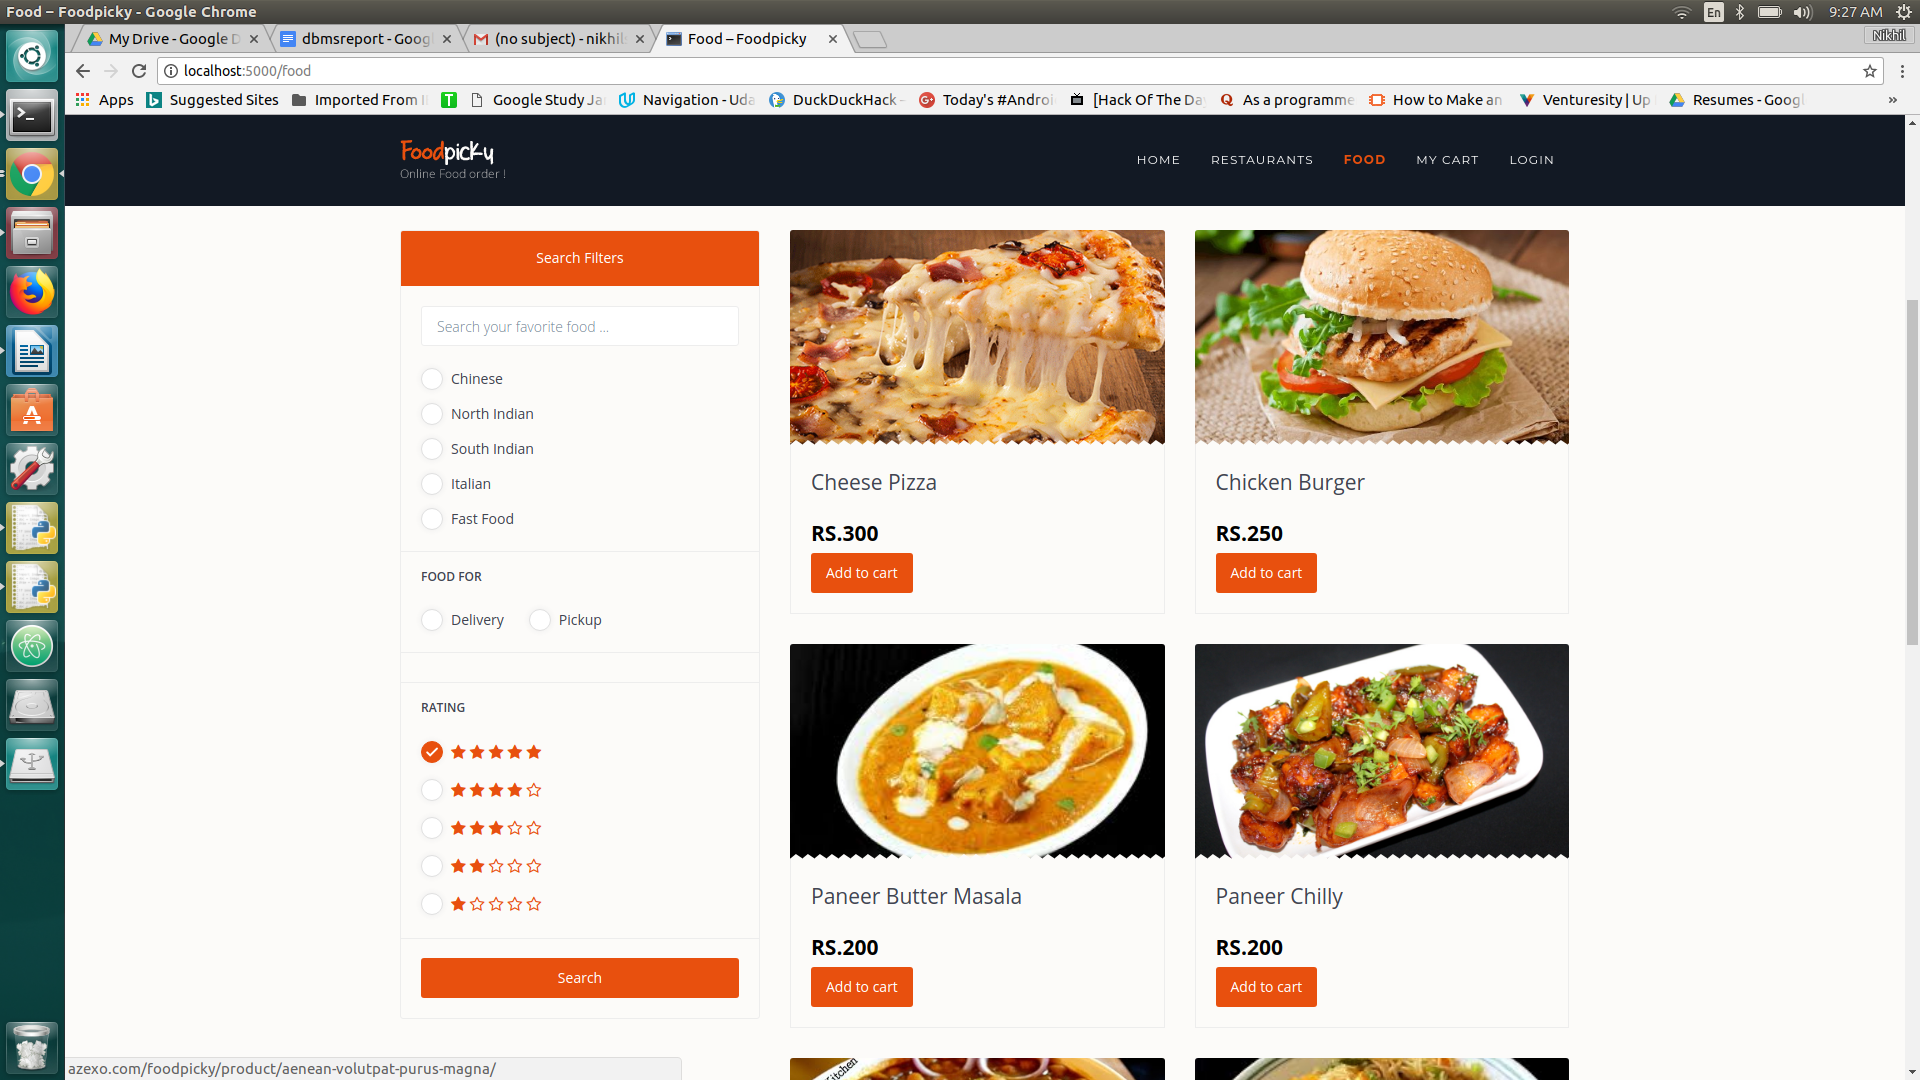 Food – Foodpicky - Google Chrome
En
9:27 AM
My Drive - Google D
dbmsreport - Goog
(no subject) - nikhil
Food – Foodpicky
Nikhil
localhost:5000/food
Apps
Suggested Sites
Imported From I
Google Study Ja
Navigation - Uda
DuckDuckHack -
Today's #Androi
[Hack Of The Da
As a programme
How to Make an
Venturesity | Up
Resumes - Googl
»
Foodpicky
Online Food order !
HOME
RESTAURANTS
FOOD
MY CART
LOGIN
Search Filters
Search your favorite food ...
Chinese
North Indian
South Indian
Italian
Fast Food
FOOD FOR
Delivery
Pickup
RATING
Search
Cheese Pizza
RS.300
Add to cart
Chicken Burger
RS.250
Add to cart
Paneer Butter Masala
RS.200
Add to cart
Paneer Chilly
RS.200
Add to cart
Kitchen
azexo.com/foodpicky/product/aenean-volutpat-purus-magna/